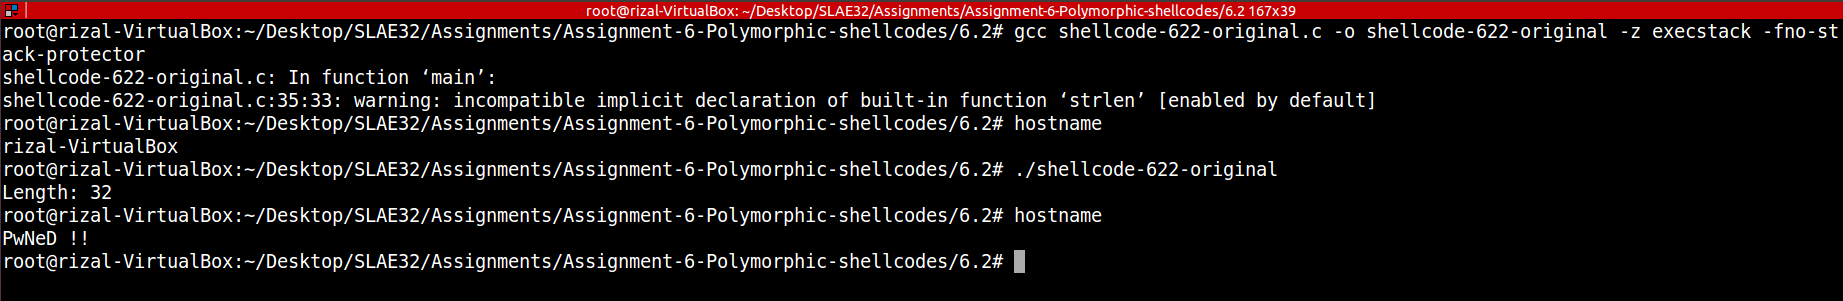 root@rizal-VirtualBox: ~/Desktop/SLAE32/Assignments/Assignment-6-Polymorphic-shellcodes/6.2 167x39
root@rizal-VirtualBox:~/Desktop/SLAE32/Assignments/Assignment-6-Polymorphic-shellcodes/6.2# gcc shellcode-622-original.c -o shellcode-622-original -z execstack -fno-st
ack-protector
shellcode-622-original.c: In function ‘main’:
shellcode-622-original.c:35:33: warning: incompatible implicit declaration of built-in function ‘strlen’ [enabled by default]
root@rizal-VirtualBox:~/Desktop/SLAE32/Assignments/Assignment-6-Polymorphic-shellcodes/6.2# hostname
rizal-VirtualBox
root@rizal-VirtualBox:~/Desktop/SLAE32/Assignments/Assignment-6-Polymorphic-shellcodes/6.2# ./shellcode-622-original
Length: 32
root@rizal-VirtualBox:~/Desktop/SLAE32/Assignments/Assignment-6-Polymorphic-shellcodes/6.2# hostname
PwNeD !!
root@rizal-VirtualBox:~/Desktop/SLAE32/Assignments/Assignment-6-Polymorphic-shellcodes/6.2#